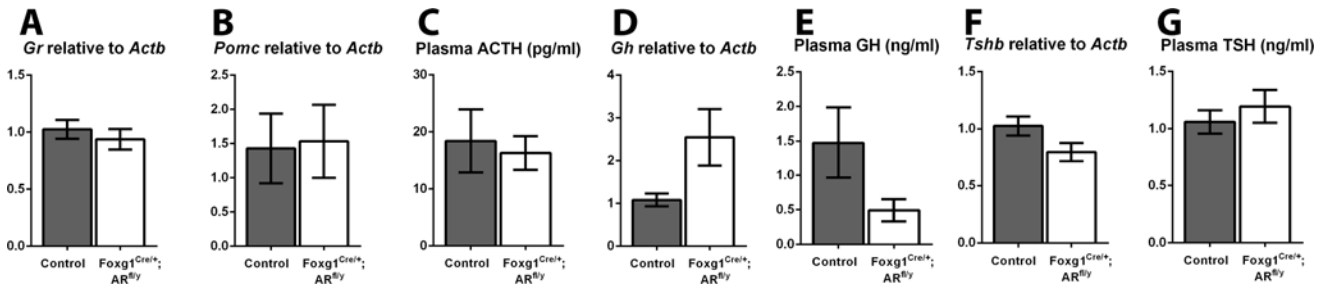 A
Gr relative to Actb
1.5
1.0
0.5
0.0
Control
Foxg1Cre/+;
ARfl/y
B
Pomc relative to Actb
2.5
2.0
1.5
1.0
0.5
0.0
Control
Foxg1Cre/+;
ARfl/y
C
Plasma ACTH (pg/ml)
30
20
10
0
Control
Foxg1Cre/+;
ARfl/y
D
Gh relative to Actb
4
3
2
1
0
Control
Foxg1Cre/+;
ARfl/y
E
Plasma GH (ng/ml)
2.5
2.0
1.5
1.0
0.5
0.0
Control
Foxg1Cre/+;
ARfl/y
F
Tshb relative to Actb
1.5
1.0
0.5
0.0
Control
Foxg1Cre/+;
ARfl/y
G
Plasma TSH (ng/ml)
1.5
1.0
0.5
0.0
Control
Foxg1Cre/+;
ARfl/y